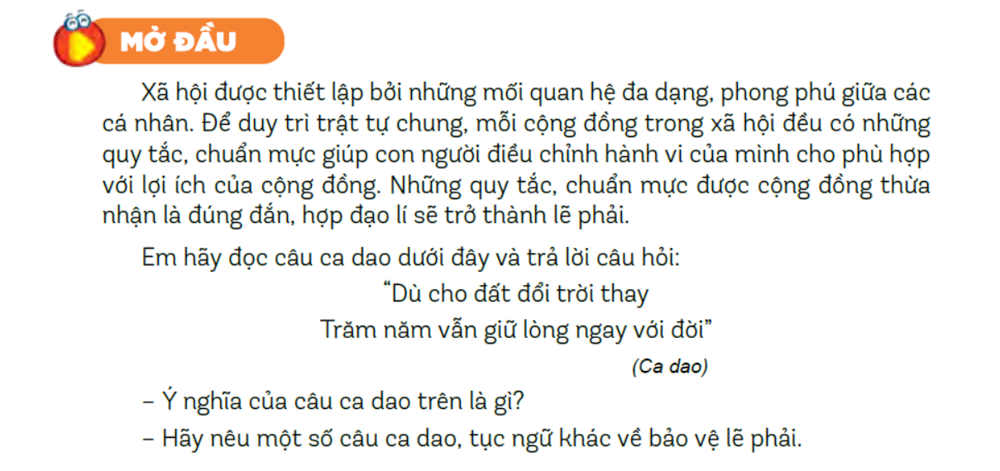 MỞ ĐẦU
Xã hội được thiết lập bởi những mối quan hệ đa dạng, phong phú giữa các
cá nhân. Để duy trì trật tự chung, mỗi cộng đồng trong xã hội đều có những
quy tắc, chuẩn mực giúp con người điều chỉnh hành vi của mình cho phù hợp
với lợi ích của cộng đồng. Những quy tắc, chuẩn mực được cộng đồng thừa
nhận là đúng đắn, hợp đạo lí sẽ trở thành lẽ phải.
Em hãy đọc câu ca dao dưới đây và trả lời câu hỏi:
“Dù cho đất đổi trời thay
Trăm năm vẫn giữ lòng ngay với đời”
(Ca dao)
– Ý nghĩa của câu ca dao trên là gì?
– Hãy nêu một số câu ca dao, tục ngữ khác về bảo vệ lẽ phải.